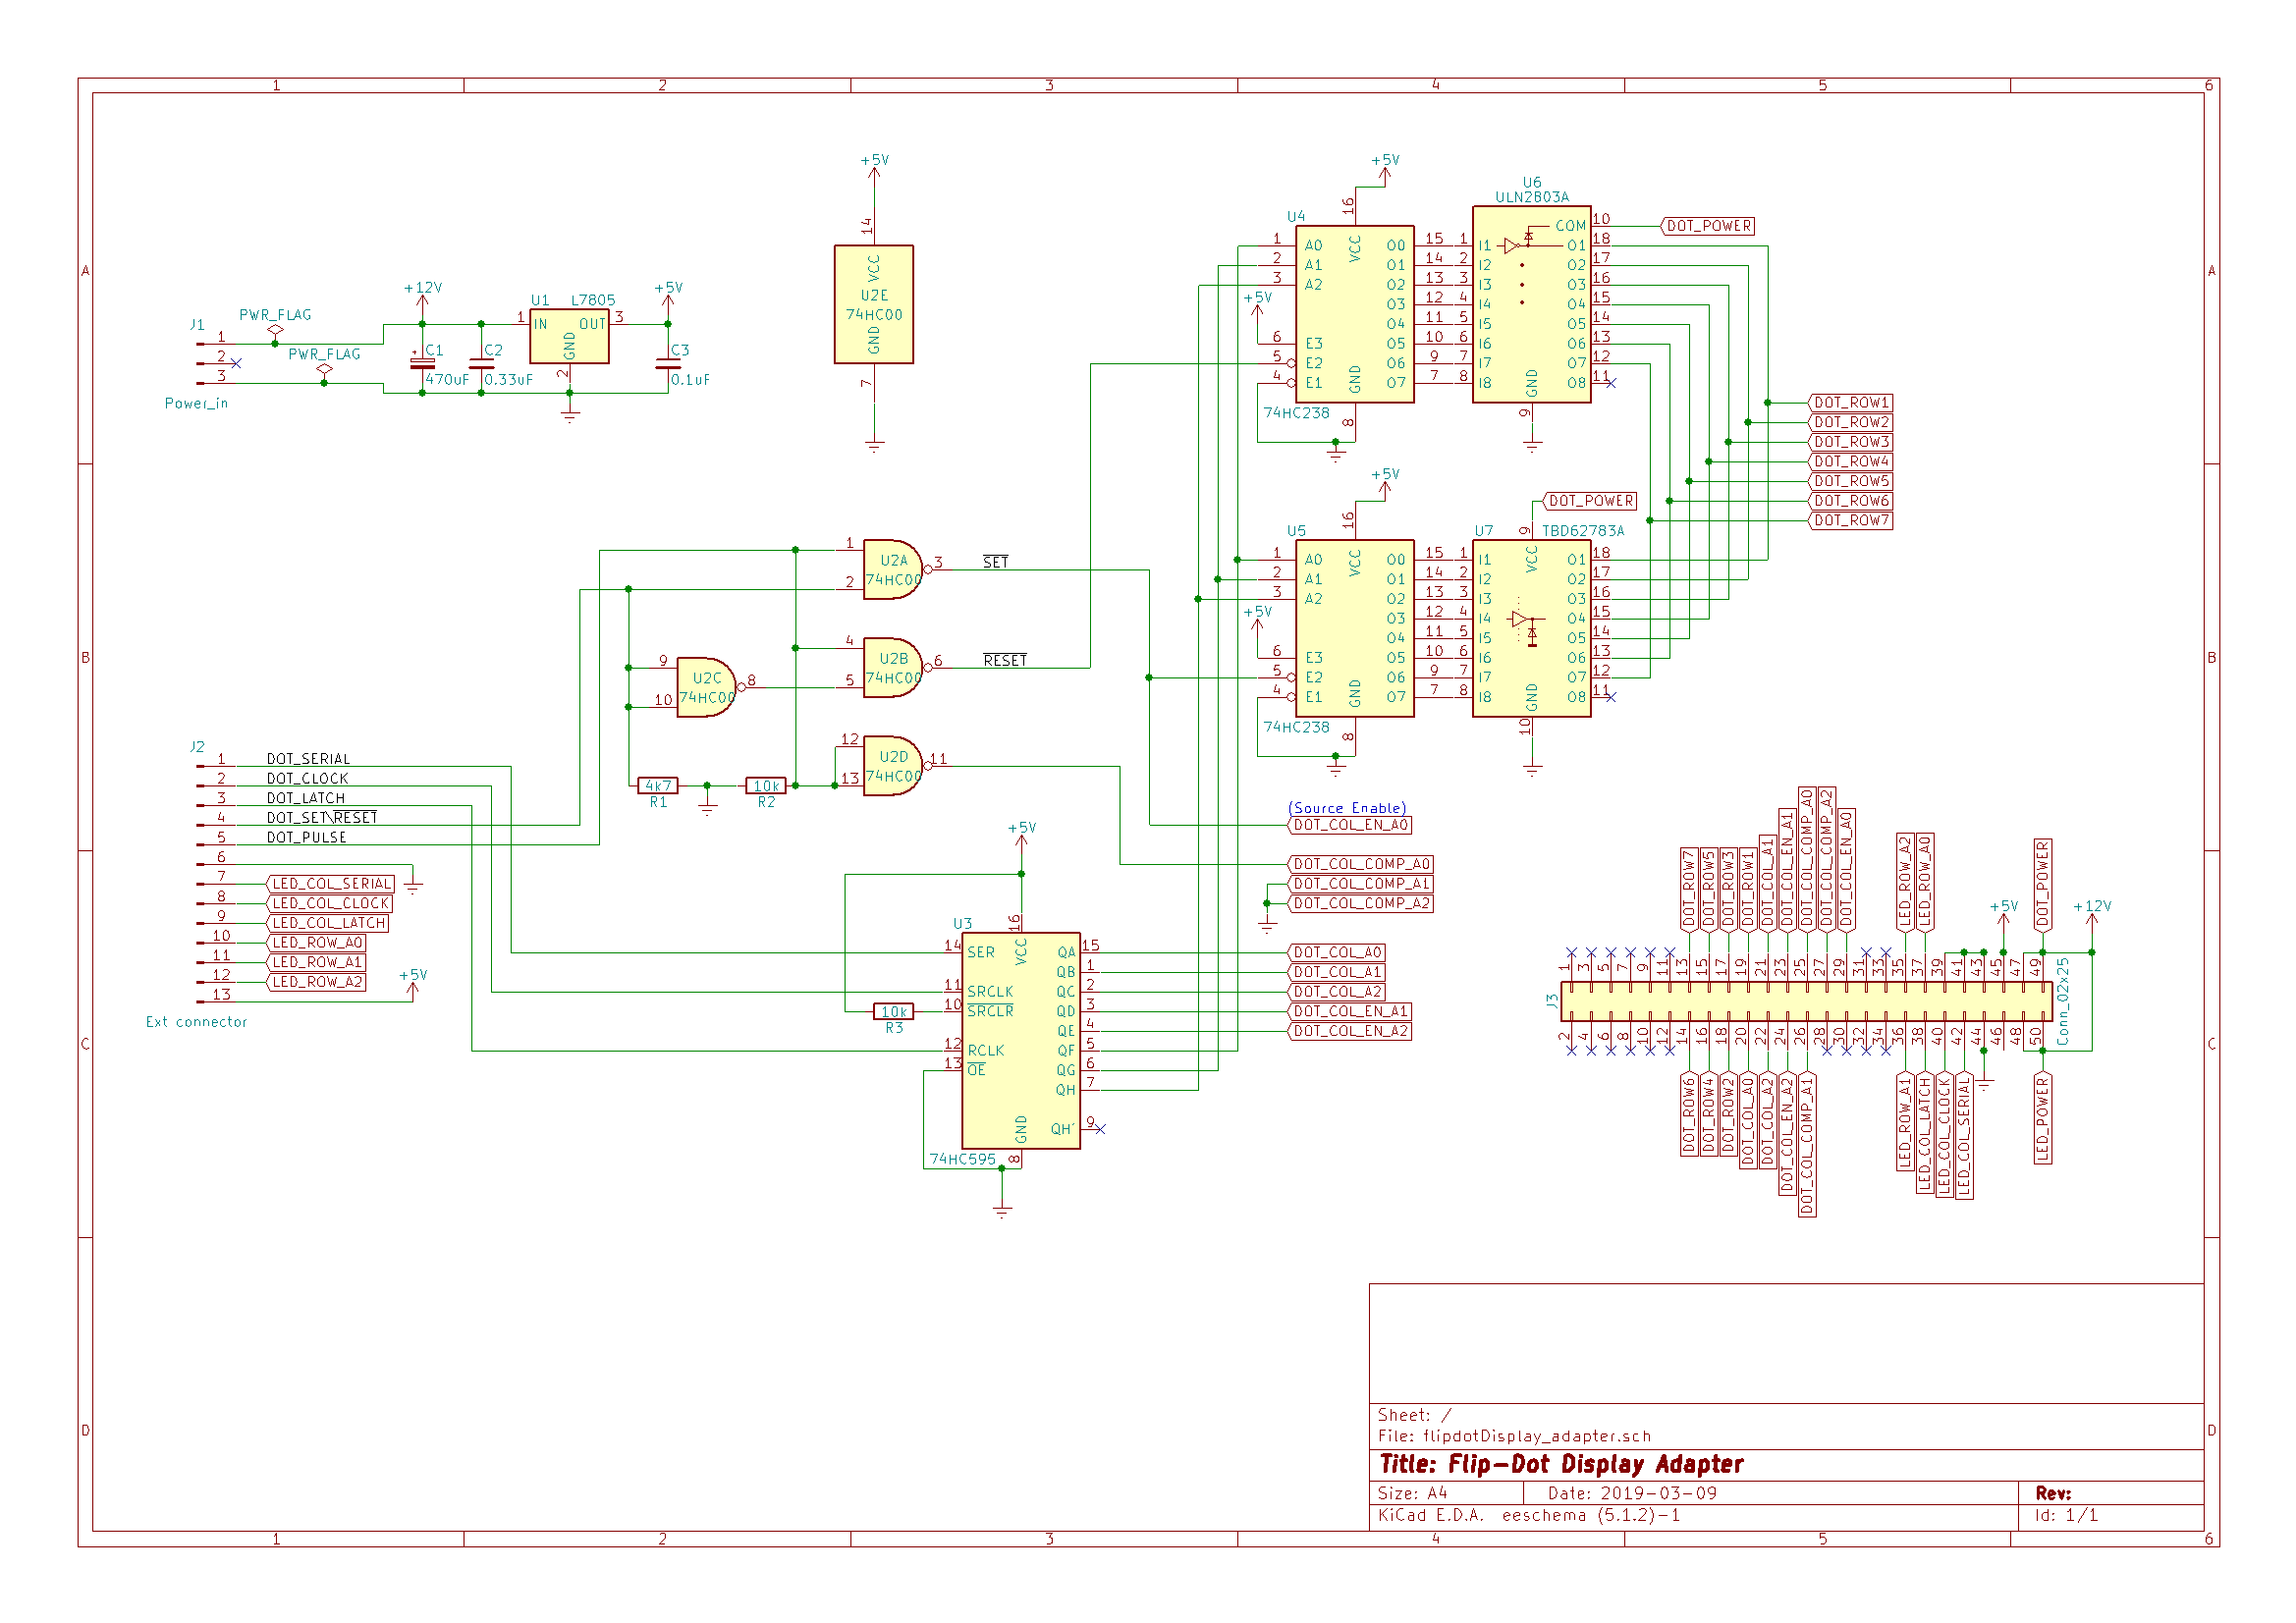 1 2 3 4 5 6
A
B
C
D
A
B
C
D
J1
1
2
3
Power_in
PWR_FLAG
PWR_FLAG
+12V
C1
470uF
C2
0.33uF
U1 L7805
1 IN OUT 3
GND
2
+5V
C3
0.1uF
+5V
14
VCC
U2E
74HC00
GND
7
U2A
74HC00
1
2
3
SET
U2B
74HC00
4
5
6
RESET
U2C
74HC00
9
10
8
U2D
74HC00
12
13
11
4k7
R1
10k
R2
J2
1 DOT_SERIAL
2 DOT_CLOCK
3 DOT_LATCH
4 DOT_SET\RESET
5 DOT_PULSE
6
7 LED_COL_SERIAL
8 LED_COL_CLOCK
9 LED_COL_LATCH
10 LED_ROW_A0
11 LED_ROW_A1
12 LED_ROW_A2
13
+5V
Ext connector
+5V
U3
16
VCC
14 SER QA 15
QB 1
11 SRCLK QC 2
10 SRCLR QD 3
QE 4
12 RCLK QF 5
13 OE QG 6
QH 7
QH' 9
GND
8
74HC595
10k
R3
(Source Enable)
DOT_COL_EN_A0
DOT_COL_COMP_A0
DOT_COL_COMP_A1
DOT_COL_COMP_A2
DOT_COL_A0
DOT_COL_A1
DOT_COL_A2
DOT_COL_EN_A1
DOT_COL_EN_A2
+5V
U4
16
VCC
1 A0 O0 15
2 A1 O1 14
3 A2 O2 13
O3 12
O4 11
+5V
6 E3 O5 10
5 E2 O6 9
4 E1 O7 7
GND
8
74HC238
U6
ULN2803A
COM 10
DOT_POWER
1 I1 O1 18
2 I2 O2 17
3 I3 O3 16
4 I4 O4 15
5 I5 O5 14
6 I6 O6 13
7 I7 O7 12
8 I8 O8 11
GND
9
DOT_ROW1
DOT_ROW2
DOT_ROW3
DOT_ROW4
DOT_ROW5
DOT_ROW6
DOT_ROW7
+5V
U5
16
VCC
1 A0 O0 15
2 A1 O1 14
3 A2 O2 13
O3 12
O4 11
+5V
6 E3 O5 10
5 E2 O6 9
4 E1 O7 7
GND
8
74HC238
DOT_POWER
U7 TBD62783A
9
VCC
1 I1 O1 18
2 I2 O2 17
3 I3 O3 16
4 I4 O4 15
5 I5 O5 14
6 I6 O6 13
7 I7 O7 12
8 I8 O8 11
GND
10
DOT_ROW7
DOT_ROW5
DOT_ROW3
DOT_ROW1
DOT_COL_A1
DOT_COL_EN_A1
DOT_COL_COMP_A0
DOT_COL_COMP_A2
DOT_COL_EN_A0
LED_ROW_A2
LED_ROW_A0
+5V
DOT_POWER
+12V
1 3 5 7 9 11 13 15 17 19 21 23 25 27 29 31 33 35 37 39 41 43 45 47 49
J3
Conn_02x25
2 4 6 8 10 12 14 16 18 20 22 24 26 28 30 32 34 36 38 40 42 44 46 48 50
DOT_ROW6
DOT_ROW4
DOT_ROW2
DOT_COL_A0
DOT_COL_A2
DOT_COL_EN_A2
DOT_COL_COMP_A1
LED_ROW_A1
LED_COL_LATCH
LED_COL_CLOCK
LED_COL_SERIAL
LED_POWER
Sheet: /
File: flipdotDisplay_adapter.sch
Title: Flip-Dot Display Adapter
Size: A4 Date: 2019-03-09 Rev:
KiCad E.D.A. eeschema (5.1.2)-1 Id: 1/1
1 2 3 4 5 6